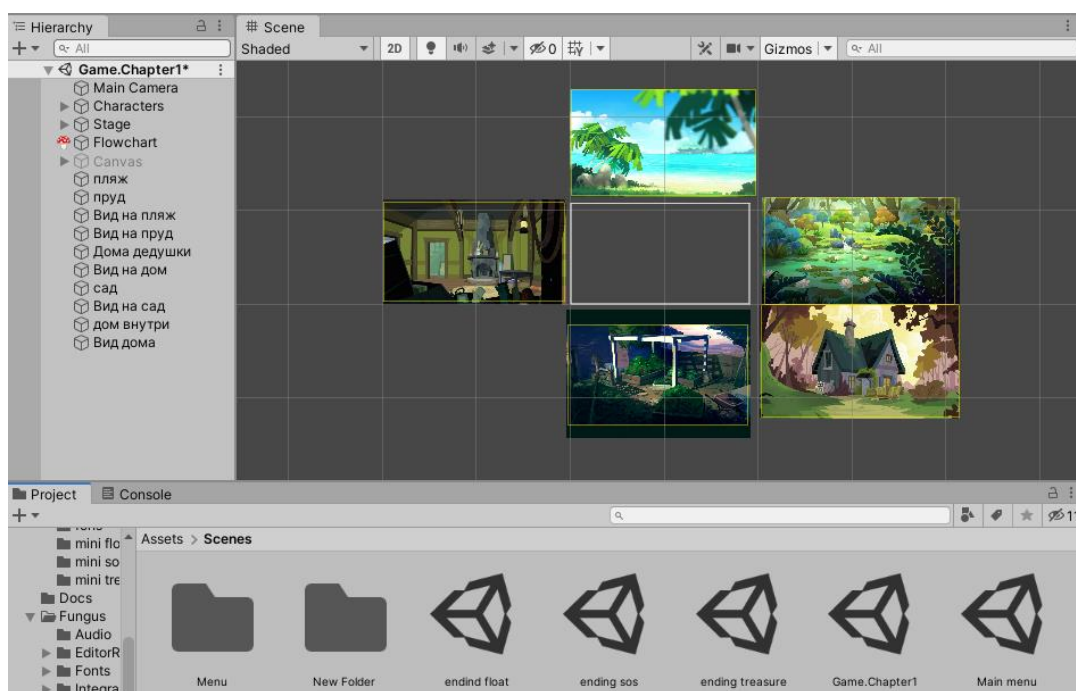 Hierarchy
All
Game.Chapter1*
Main Camera
Characters
Stage
Flowchart
Canvas
пляж
пруд
Вид на пляж
Вид на пруд
Дома дедушки
Вид на дом
сад
Вид на сад
дом внутри
Вид дома
Scene
Shaded
2D
0
Gizmos
All
Project
Console
11
mini flo
mini so
mini tre
Docs
Fungus
Audio
EditorR
Fonts
Integra
Assets > Scenes
Menu
New Folder
endind float
ending sos
ending treasure
Game.Chapter1
Main menu